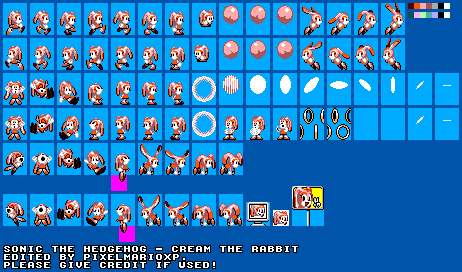 SONIC THE HEDGEHOG - CREAM THE RABBIT
EDITED BY PIXELMARIOXP.
PLEASE GIVE CREDIT IF USED!